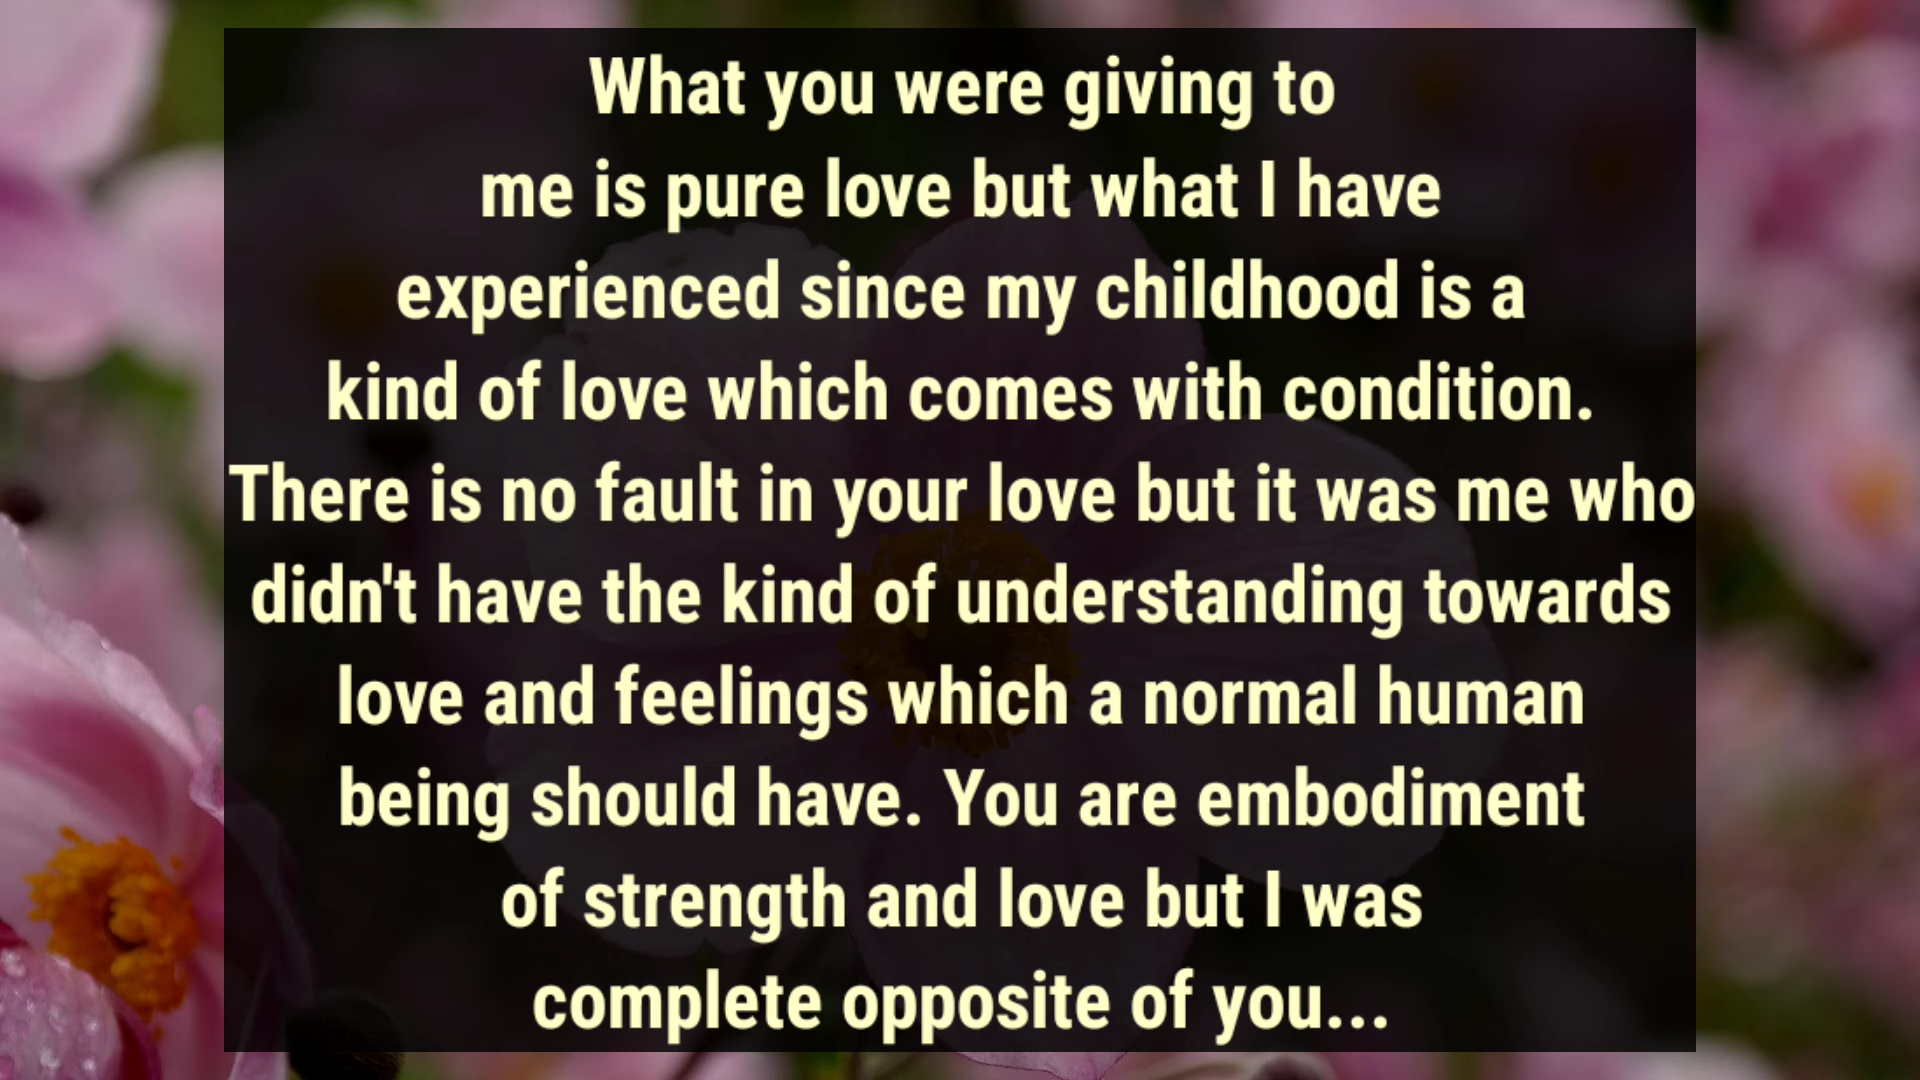 What you were giving to
me is pure love but what I have
experienced since my childhood is a
kind of love which comes with condition.
There is no fault in your love but it was me who
didn't have the kind of understanding towards
love and feelings which a normal human
being should have. You are embodiment
of strength and love but I was
complete opposite of you...